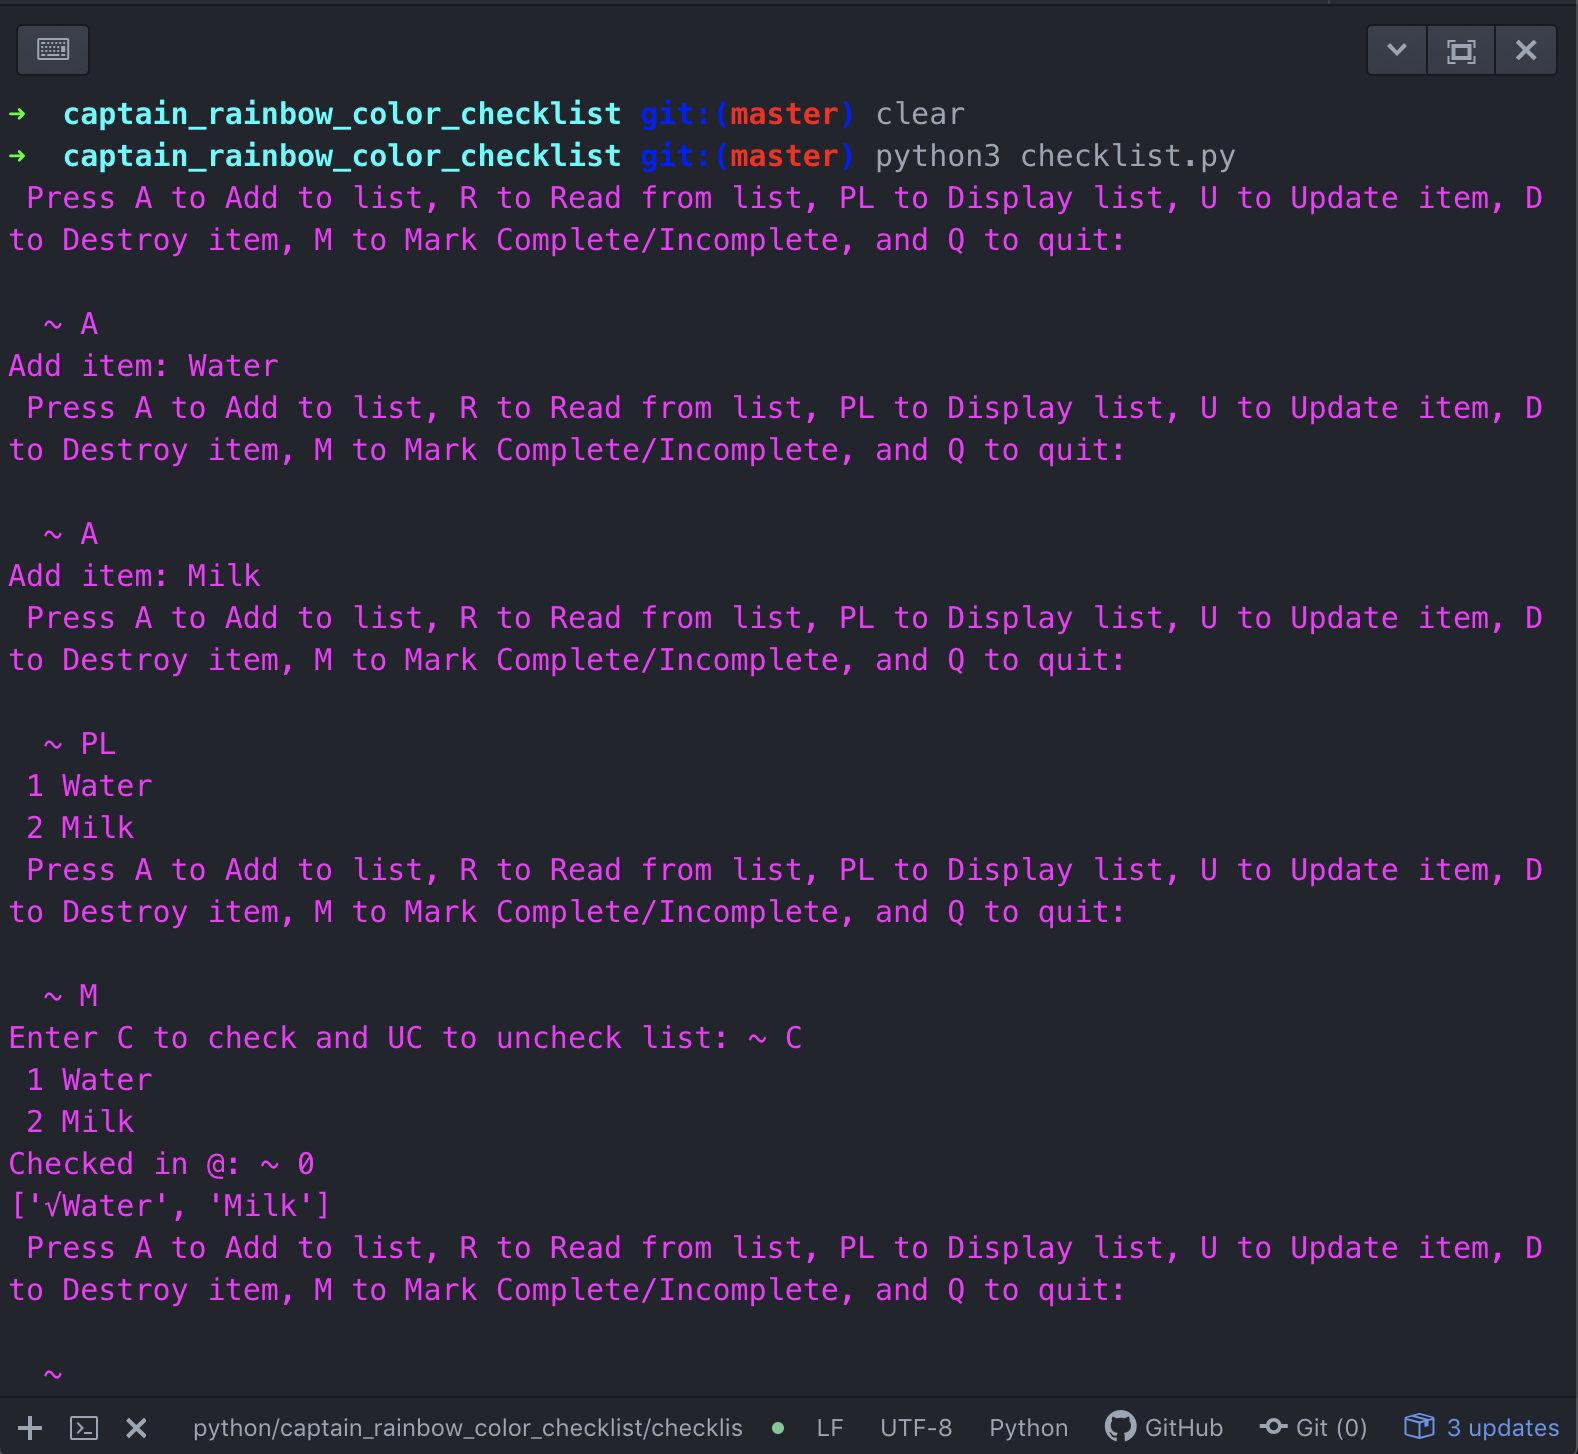 ➜  captain_rainbow_color_checklist git:(master) clear
➜  captain_rainbow_color_checklist git:(master) python3 checklist.py
 Press A to Add to list, R to Read from list, PL to Display list, U to Update item, D
to Destroy item, M to Mark Complete/Incomplete, and Q to quit:
  ~ A
Add item: Water
 Press A to Add to list, R to Read from list, PL to Display list, U to Update item, D
to Destroy item, M to Mark Complete/Incomplete, and Q to quit:
  ~ A
Add item: Milk
 Press A to Add to list, R to Read from list, PL to Display list, U to Update item, D
to Destroy item, M to Mark Complete/Incomplete, and Q to quit:
  ~ PL
 1 Water
 2 Milk
 Press A to Add to list, R to Read from list, PL to Display list, U to Update item, D
to Destroy item, M to Mark Complete/Incomplete, and Q to quit:
  ~ M
Enter C to check and UC to uncheck list: ~ C
 1 Water
 2 Milk
Checked in @: ~ 0
['√Water', 'Milk']
 Press A to Add to list, R to Read from list, PL to Display list, U to Update item, D
to Destroy item, M to Mark Complete/Incomplete, and Q to quit:
  ~
python/captain_rainbow_color_checklist/checklis LF UTF-8 Python GitHub Git (0) 3 updates